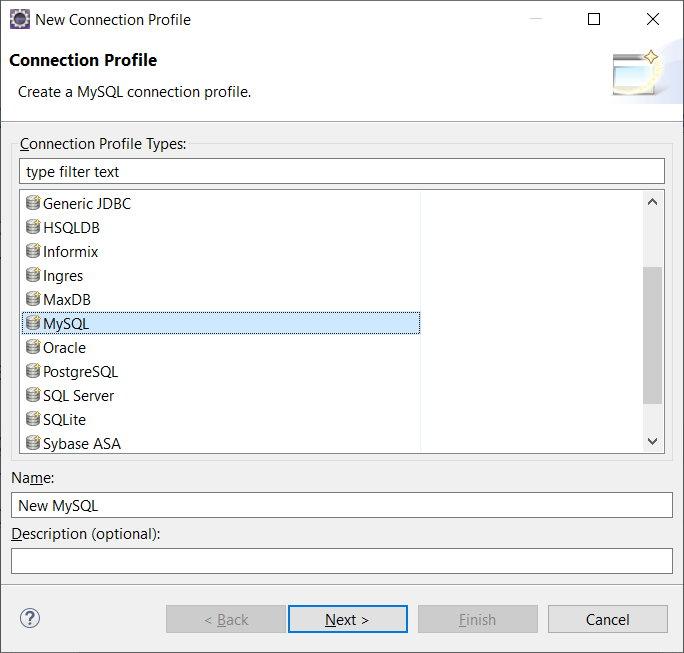 New Connection Profile
Connection Profile
Create a MySQL connection profile.
Connection Profile Types:
type filter text
Generic JDBC
HSQLDB
Informix
Ingres
MaxDB
MySQL
Oracle
PostgreSQL
SQL Server
SQLite
Sybase ASA
Name:
New MySQL
Description (optional):
? < Back Next > Finish Cancel